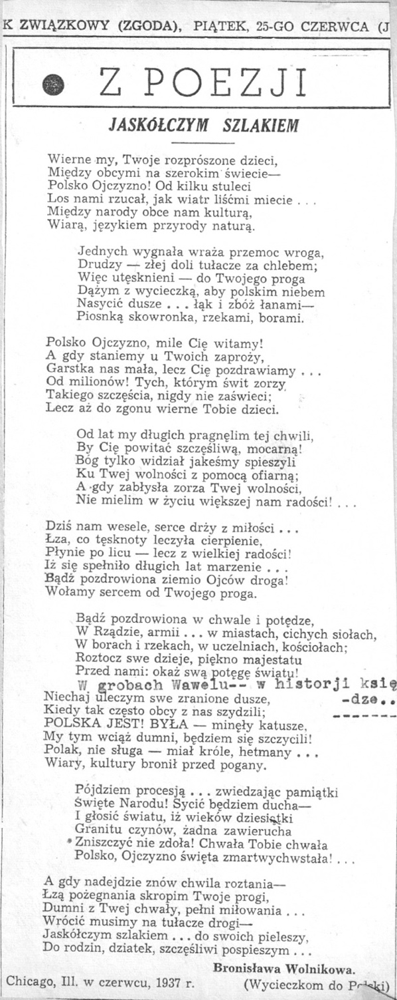 K ZWIĄZKOWY (ZGODA), PIĄTEK, 25-GO CZERWCA (J
Z POEZJI
JASKÓŁCZYM SZLAKIEM
Wierne my, Twoje rozprószone dzieci,
Między obcymi na szerokim świecie—
Polsko Ojczyzno! Od kilku stuleci
Los nami rzucał, jak wiatr liśćmi miecie . . .
Między narody obce nam kulturą,
Wiarą, językiem przyrody naturą.
Jednych wygnała wraża przemoc wroga,
Drudzy — złej doli tułacze za chlebem;
Więc utęsknieni — do Twojego proga
Dążym z wycieczką, aby polskim niebem
Nasycić dusze . . . łąk i zbóż łanami—
Piosnką skowronka, rzekami, borami.
Polsko Ojczyzno, mile Cię witamy!
A gdy staniemy u Twoich zaproży,
Garstka nas mała, lecz Cię pozdrawiamy . . .
Od milionów! Tych, którym świt zorzy
Takiego szczęścia, nigdy nie zaświeci;
Lecz aż do zgonu wierne Tobie dzieci.
Od lat my długich pragnęlim tej chwili,
By Cię powitać szczęśliwą, mocarną!
Bóg tylko widział jakeśmy spieszyli
Ku Twej wolności z pomocą ofiarną;
A gdy zabłysła zorza Twej wolności,
Nie mielim w życiu większej nam radości! . . .
Dziś nam wesele, serce drży z miłości . . .
Łza, co tęsknoty leczyła cierpienie,
Płynie po licu — lecz z wielkiej radości!
Iż się spełniło długich lat marzenie . . .
Bądź pozdrowiona ziemio Ojców droga!
Wołamy sercem od Twojego proga.
Bądź pozdrowiona w chwale i potędze,
W Rządzie, armii . . . w miastach, cichych siołach,
W borach i rzekach, w uczelniach, kościołach;
Roztocz swe dzieje, piękno majestatu
Przed nami: okaż swą potęgę światu!
W grobach Wawelu-- w historji księ
-dze..
Niechaj uleczym swe zranione dusze,
Kiedy tak często obcy z nas szydzili;
POLSKA JEST! BYŁA — minęły katusze,
My tym wciąż dumni, będziem się szczycili!
Polak, nie sługa — miał króle, hetmany . . .
Wiary, kultury bronił przed pogany.
Pójdziem procesją . . . zwiedzając pamiątki
Święte Narodu! Sycić będziem ducha—
I głosić światu, iż wieków dziesiątki
Granitu czynów, żadna zawierucha
Zniszczyć nie zdoła! Chwała Tobie chwała
Polsko, Ojczyzno święta zmartwychwstała! . . .
A gdy nadejdzie znów chwila roztania—
Łzą pożegnania skropim Twoje progi,
Dumni z Twej chwały, pełni miłowania . . .
Wrócić musimy na tułacze drogi—
Jaskółczym szlakiem . . . do swoich pieleszy,
Do rodzin, dziatek, szczęśliwi pospieszym . . .
Bronisława Wolnikowa.
Chicago, Ill. w czerwcu, 1937 r. (Wycieczkom do Polski)